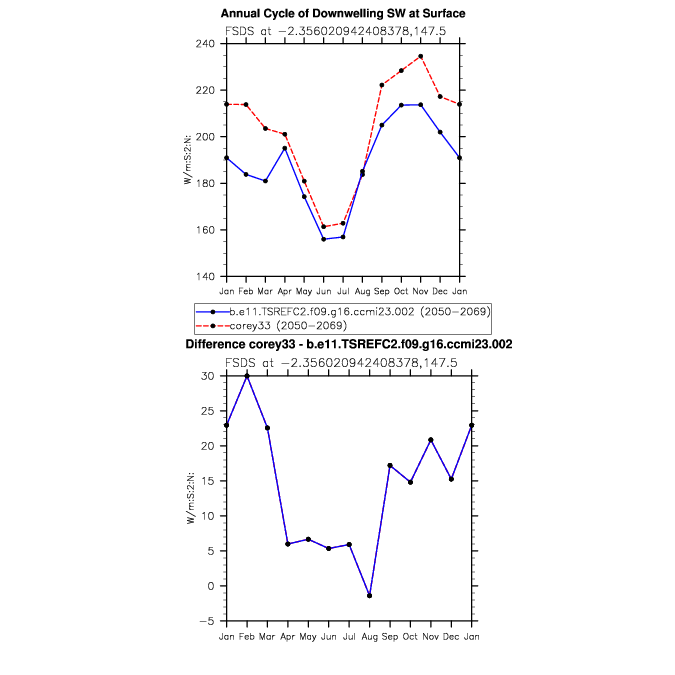 Annual Cycle of Downwelling SW at Surface
FSDS at −2.356020942408378,147.5
240
220
200
180
160
140
W/m:S:2:N:
Jan Feb Mar Apr May Jun Jul Aug Sep Oct Nov Dec Jan
b.e11.TSREFC2.f09.g16.ccmi23.002 (2050−2069)
corey33 (2050−2069)
Difference corey33 - b.e11.TSREFC2.f09.g16.ccmi23.002
FSDS at −2.356020942408378,147.5
30
25
20
15
10
5
0
−5
W/m:S:2:N:
Jan Feb Mar Apr May Jun Jul Aug Sep Oct Nov Dec Jan